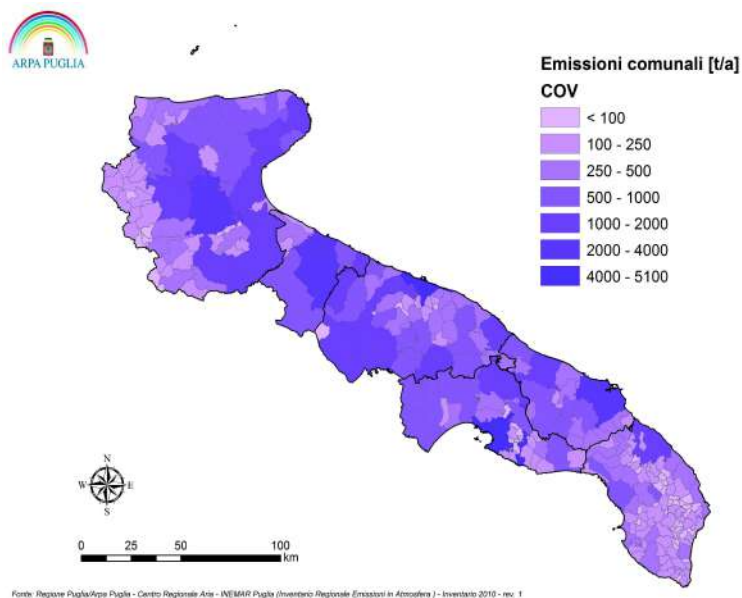 ARPA PUGLIA
Emissioni comunali [t/a]
COV
< 100
100 - 250
250 - 500
500 - 1000
1000 - 2000
2000 - 4000
4000 - 5100
N
W E
S
0 25 50 100
km
Fonte: Regione Puglia/Arpa Puglia - Centro Regionale Aria - INEMAR Puglia (Inventario Regionale Emissioni in Atmosfera ) - Inventario 2010 - rev. 1